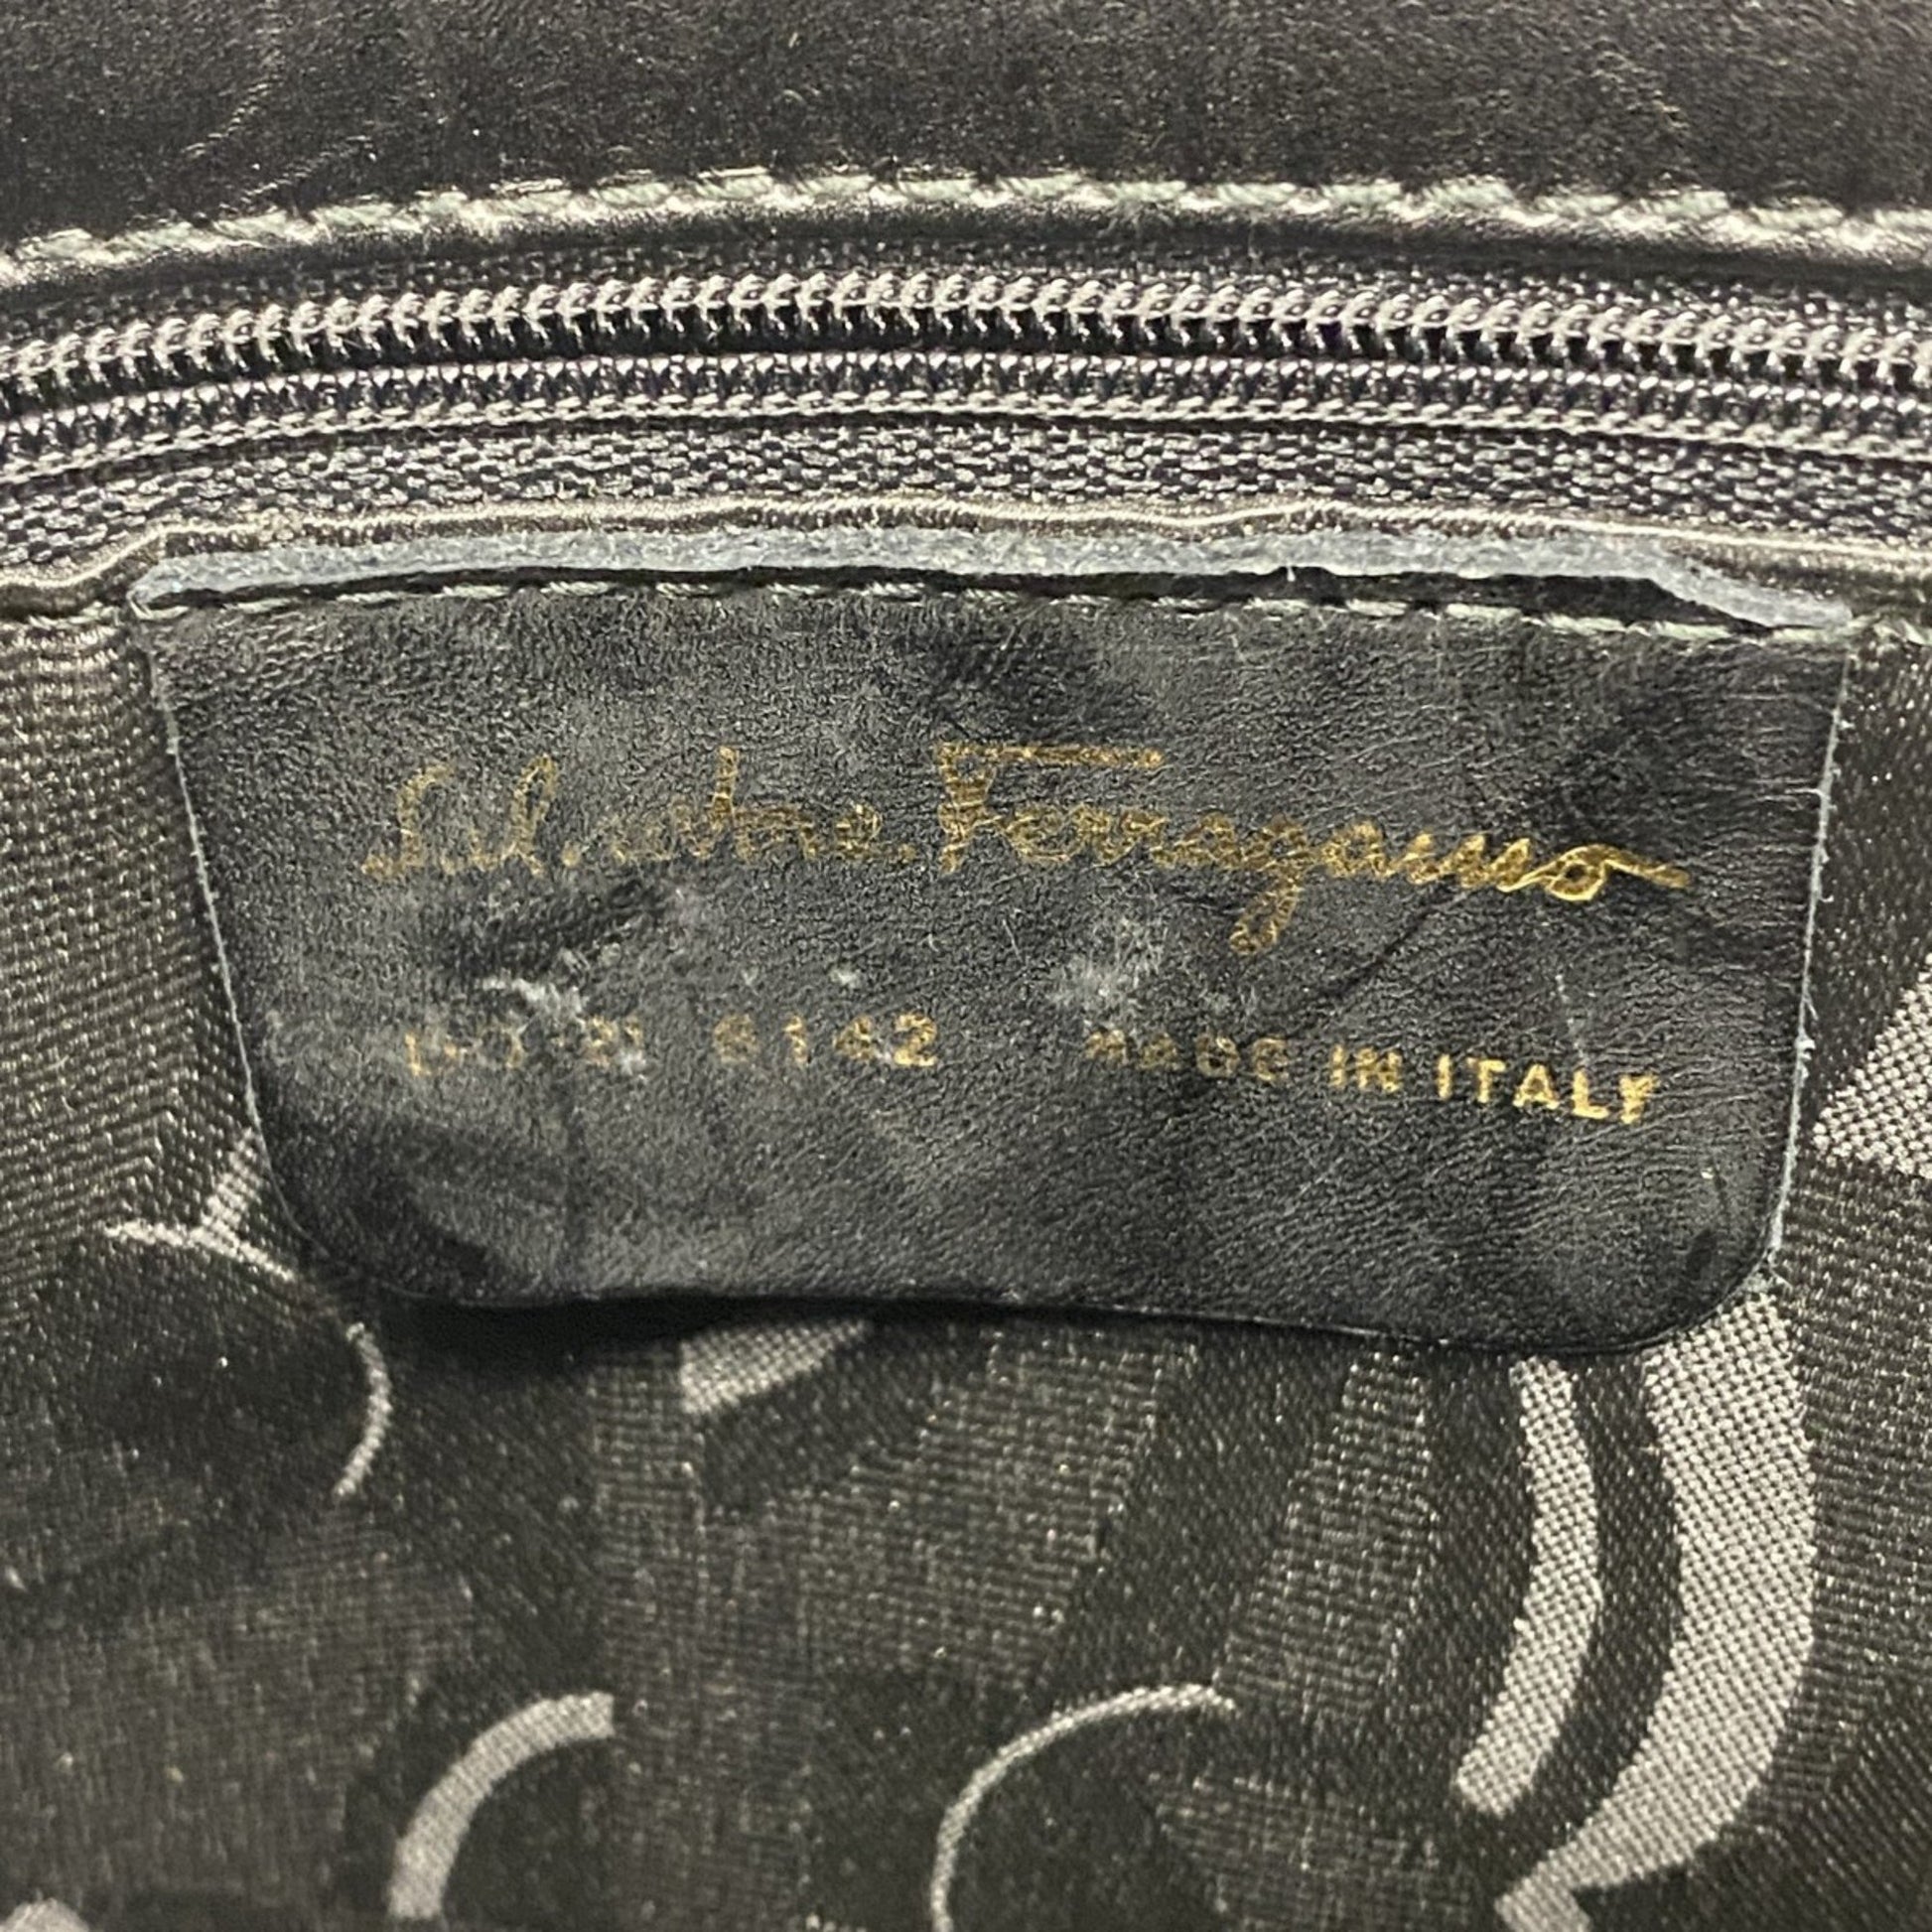 Salvatore Ferragamo
6142 MADE IN ITALY